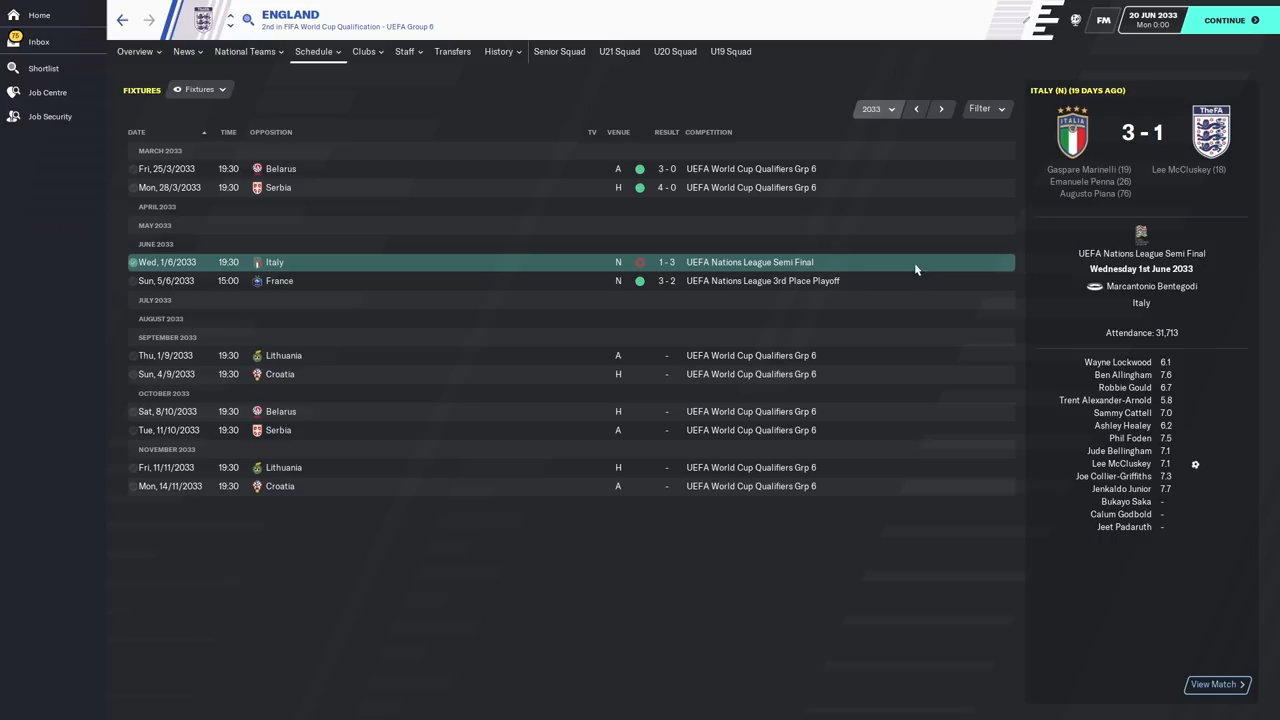 Home
ENGLAND
2nd in FIFA World Cup Qualification - UEFA Group 6
FM
20 JUN 2033
Mon 0:00
CONTINUE
75
Inbox
Overview News National Teams Schedule Clubs Staff Transfers History Senior Squad U21 Squad U20 Squad U19 Squad
Shortlist
Job Centre
Job Security
FIXTURES Fixtures
2033 Filter
DATE TIME OPPOSITION TV VENUE RESULT COMPETITION
MARCH 2033
Fri, 25/3/2033 19:30 Belarus A 3 - 0 UEFA World Cup Qualifiers Grp 6
Mon, 28/3/2033 19:30 Serbia H 4 - 0 UEFA World Cup Qualifiers Grp 6
APRIL 2033
MAY 2033
JUNE 2033
Wed, 1/6/2033 19:30 Italy N 1 - 3 UEFA Nations League Semi Final
Sun, 5/6/2033 15:00 France N 3 - 2 UEFA Nations League 3rd Place Playoff
JULY 2033
AUGUST 2033
SEPTEMBER 2033
Thu, 1/9/2033 19:30 Lithuania A - UEFA World Cup Qualifiers Grp 6
Sun, 4/9/2033 19:30 Croatia H - UEFA World Cup Qualifiers Grp 6
OCTOBER 2033
Sat, 8/10/2033 19:30 Belarus H - UEFA World Cup Qualifiers Grp 6
Tue, 11/10/2033 19:30 Serbia A - UEFA World Cup Qualifiers Grp 6
NOVEMBER 2033
Fri, 11/11/2033 19:30 Lithuania H - UEFA World Cup Qualifiers Grp 6
Mon, 14/11/2033 19:30 Croatia A - UEFA World Cup Qualifiers Grp 6
ITALY (N) (19 DAYS AGO)
ITALIA
3 - 1
The FA
Gaspare Marinelli (19) Lee McCluskey (18)
Emanuele Penna (26)
Augusto Piana (76)
UEFA Nations League Semi Final
Wednesday 1st June 2033
Marcantonio Bentegodi
Italy
Attendance: 31,713
Wayne Lockwood 6.1
Ben Allingham 7.6
Robbie Gould 6.7
Trent Alexander-Arnold 5.8
Sammy Cattell 7.0
Ashley Healey 6.2
Phil Foden 7.5
Jude Bellingham 7.1
Lee McCluskey 7.1
Joe Collier-Griffiths 7.3
Jenkaldo Junior 7.7
Bukayo Saka -
Calum Godbold -
Jeet Padaruth -
View Match